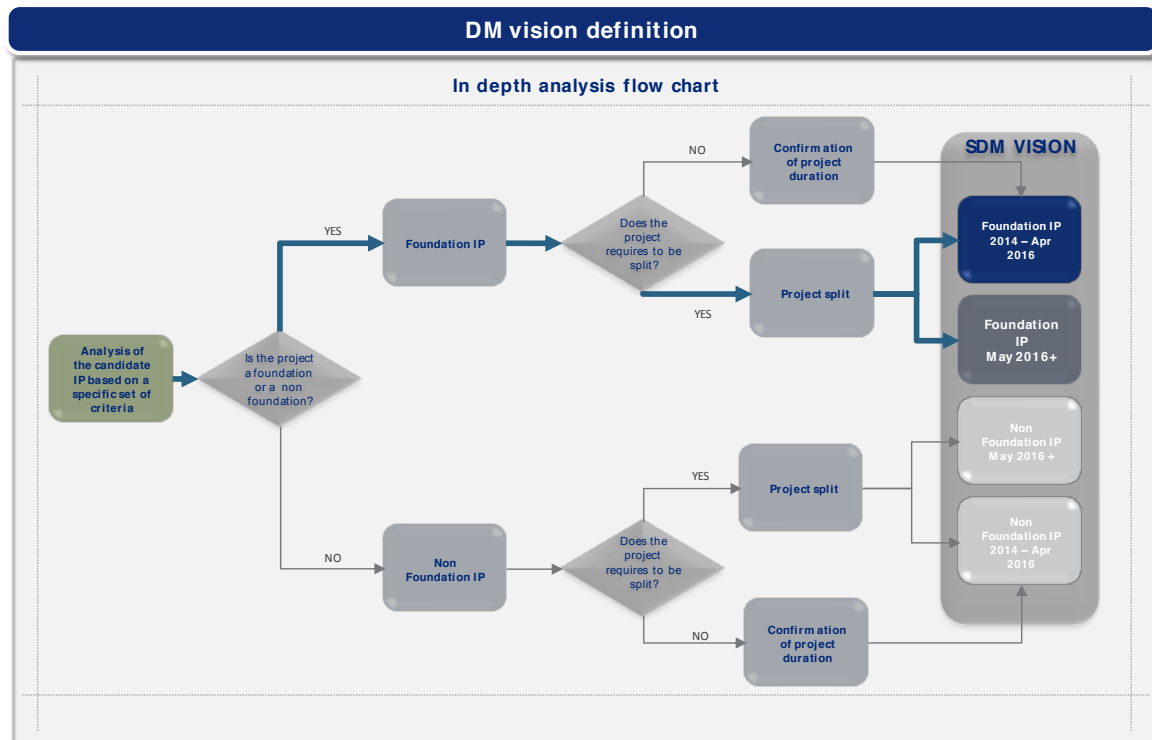 DM vision definition
In depth analysis flow chart
NO
Confirmation
of project
duration
SDM VISION
YES
Foundation IP
Does the
project
requires to be
split?
Foundation IP
2014 – Apr
2016
Project split
YES
Foundation
IP
May 2016+
Analysis of
the candidate
IP based on a
specific set of
criteria
Is the project
a foundation
or a non
foundation?
Non
Foundation IP
May 2016 +
YES
Project split
Non
Foundation IP
2014 – Apr
2016
NO
Non
Foundation IP
Does the
project
requires to be
split?
NO
Confirmation
of project
duration